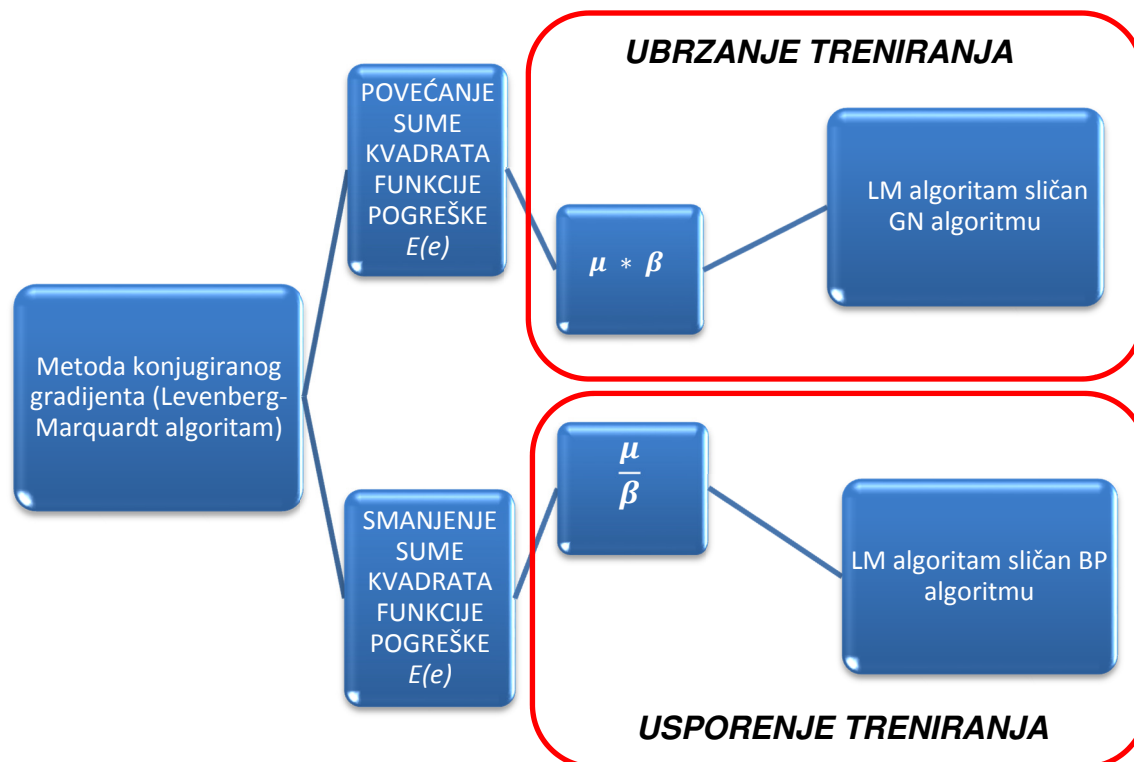 UBRZANJE TRENIRANJA
POVEĆANJE
SUME
KVADRATA
FUNKCIJE
POGREŠKE
E(e)
μ * β
LM algoritam sličan
GN algoritmu
Metoda konjugiranog
gradijenta (Levenberg-
Marquardt algoritam)
SMANJENJE
SUME
KVADRATA
FUNKCIJE
POGREŠKE
E(e)
μ
β
LM algoritam sličan BP
algoritmu
USPORENJE TRENIRANJA